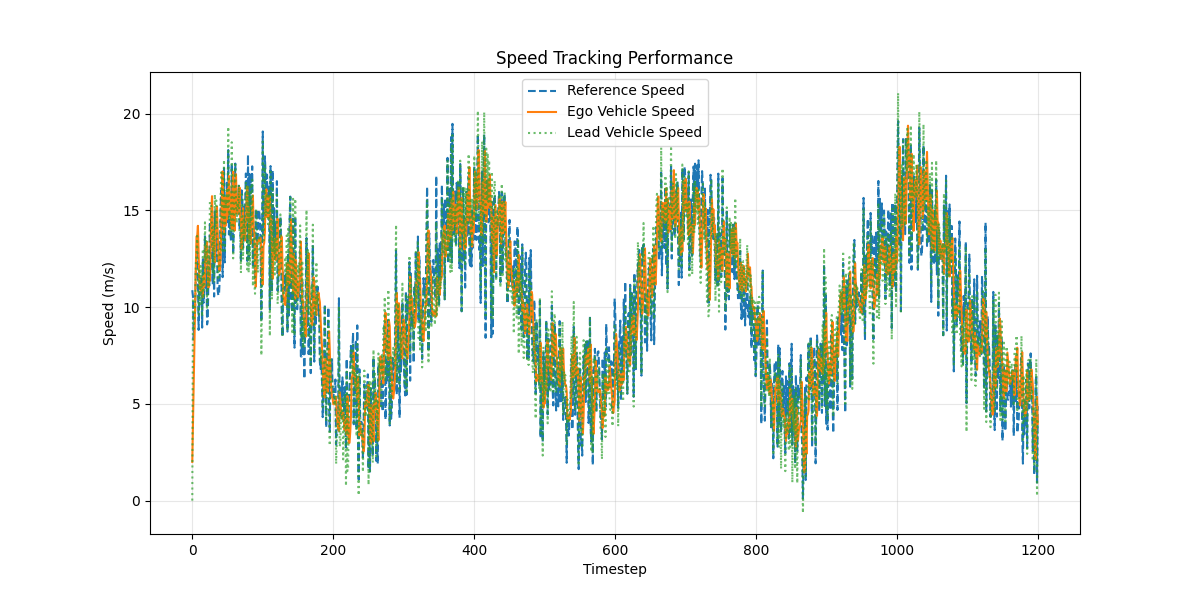 Speed Tracking Performance
Reference Speed
Ego Vehicle Speed
Lead Vehicle Speed
Speed (m/s)
20
15
10
5
0
0 200 400 600 800 1000 1200
Timestep